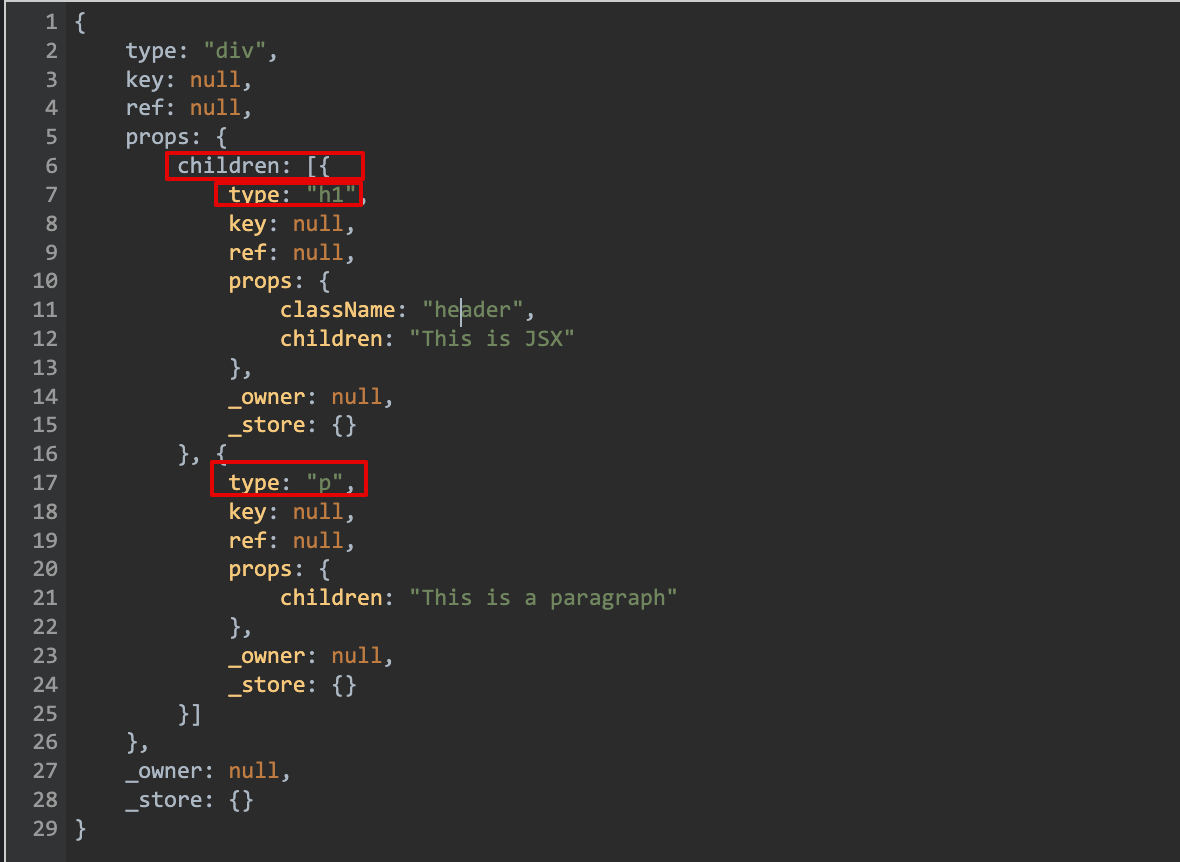 1 {
2     type: "div",
3     key: null,
4     ref: null,
5     props: {
6         children: [{
7             type: "h1",
8             key: null,
9             ref: null,
10             props: {
11                 className: "header",
12                 children: "This is JSX"
13             },
14             _owner: null,
15             _store: {}
16         }, {
17             type: "p",
18             key: null,
19             ref: null,
20             props: {
21                 children: "This is a paragraph"
22             },
23             _owner: null,
24             _store: {}
25         }]
26     },
27     _owner: null,
28     _store: {}
29 }